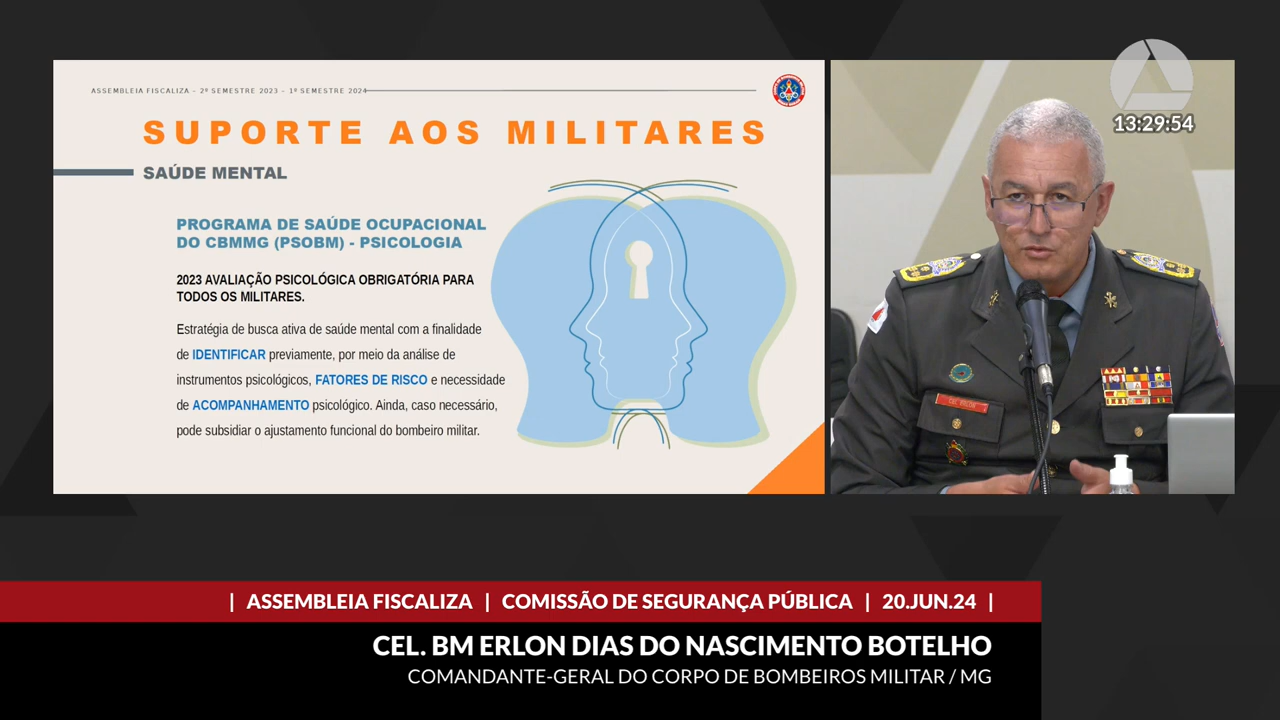 ASSEMBLEIA FISCALIZA - 2º SEMESTRE 2023 - 1º SEMESTRE 2024
SUPORTE AOS MILITARES
SAÚDE MENTAL
PROGRAMA DE SAÚDE OCUPACIONAL
DO CBMMG (PSOBM) - PSICOLOGIA
2023 AVALIAÇÃO PSICOLÓGICA OBRIGATÓRIA PARA
TODOS OS MILITARES.
Estratégia de busca ativa de saúde mental com a finalidade
de IDENTIFICAR previamente, por meio da análise de
instrumentos psicológicos, FATORES DE RISCO e necessidade
de ACOMPANHAMENTO psicológico. Ainda, caso necessário,
pode subsidiar o ajustamento funcional do bombeiro militar.
13:29:54
CEL ERLON
| ASSEMBLEIA FISCALIZA | COMISSÃO DE SEGURANÇA PÚBLICA | 20.JUN.24 |
CEL. BM ERLON DIAS DO NASCIMENTO BOTELHO
COMANDANTE-GERAL DO CORPO DE BOMBEIROS MILITAR / MG